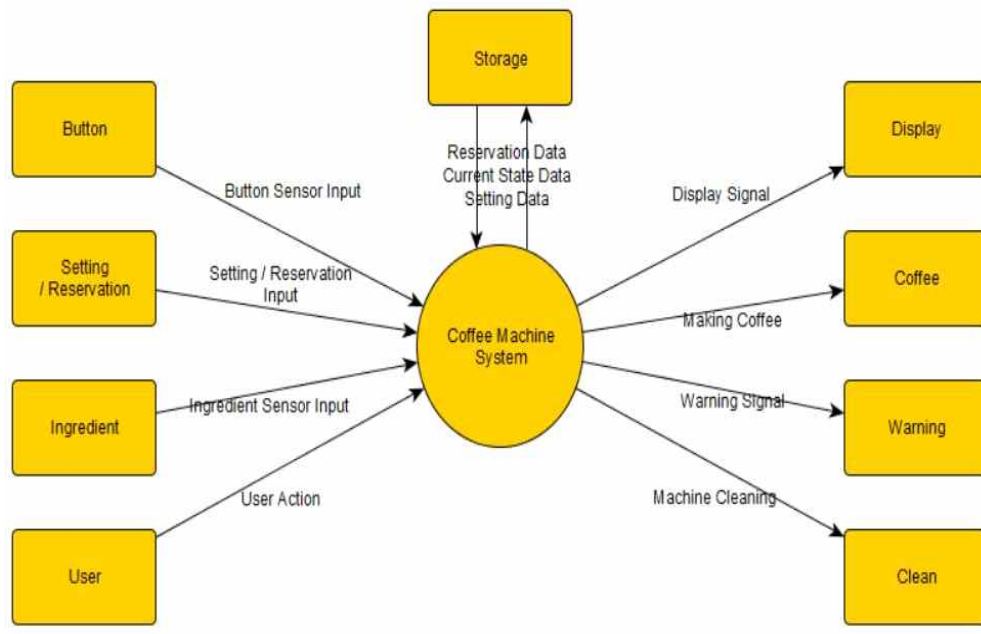 Storage
Button
Display
Reservation Data
Current State Data
Setting Data
Button Sensor Input
Display Signal
Setting
/ Reservation
Setting / Reservation
Input
Coffee
Making Coffee
Coffee Machine
System
Ingredient
Ingredient Sensor Input
Warning Signal
Warning
User Action
Machine Cleaning
User
Clean